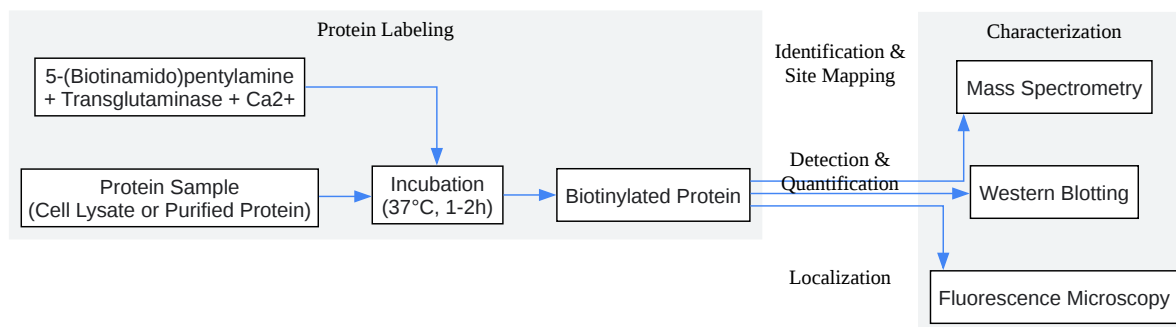 Protein Labeling
5-(Biotinamido)pentylamine
+ Transglutaminase + Ca2+
Protein Sample
(Cell Lysate or Purified Protein)
Incubation
(37°C, 1-2h)
Biotinylated Protein
Identification &
Site Mapping
Detection &
Quantification
Localization
Characterization
Mass Spectrometry
Western Blotting
Fluorescence Microscopy